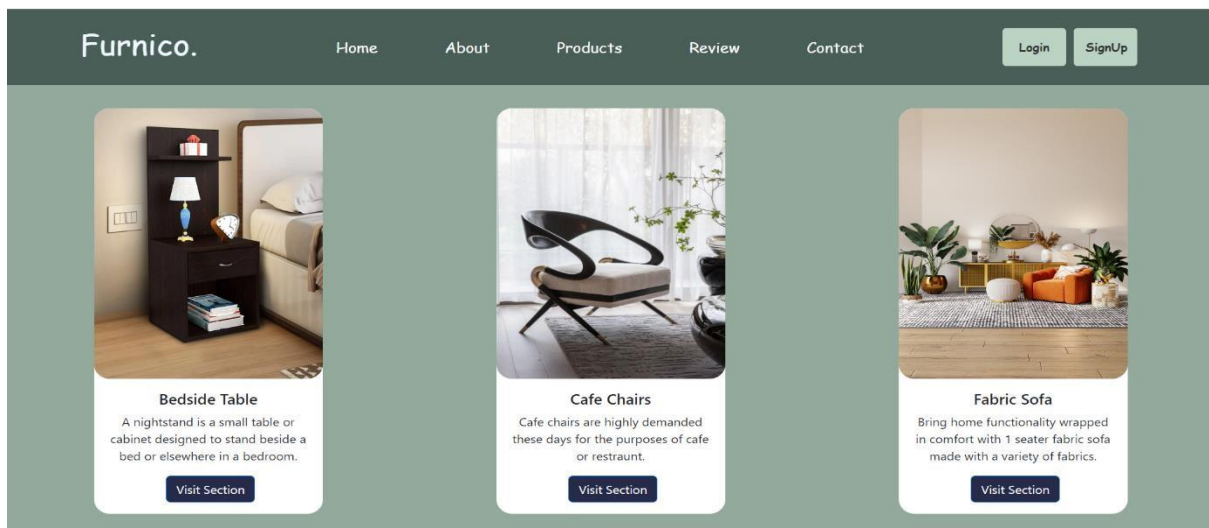 Furnico.
Home
About
Products
Review
Contact
Login
SignUp
Bedside Table
A nightstand is a small table or
cabinet designed to stand beside a
bed or elsewhere in a bedroom.
Visit Section
Cafe Chairs
Cafe chairs are highly demanded
these days for the purposes of cafe
or restraunt.
Visit Section
Fabric Sofa
Bring home functionality wrapped
in comfort with 1 seater fabric sofa
made with a variety of fabrics.
Visit Section